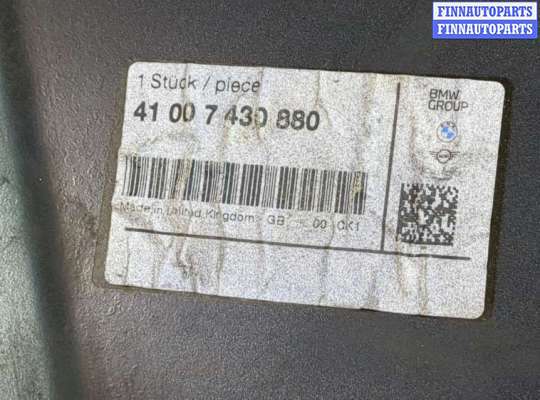 FINNAUTOPARTS
FINNAUTOPARTS
1 Stück / piece
41 00 7 430 880
BMW
GROUP
Made in United Kingdom - GB - 00 CK1